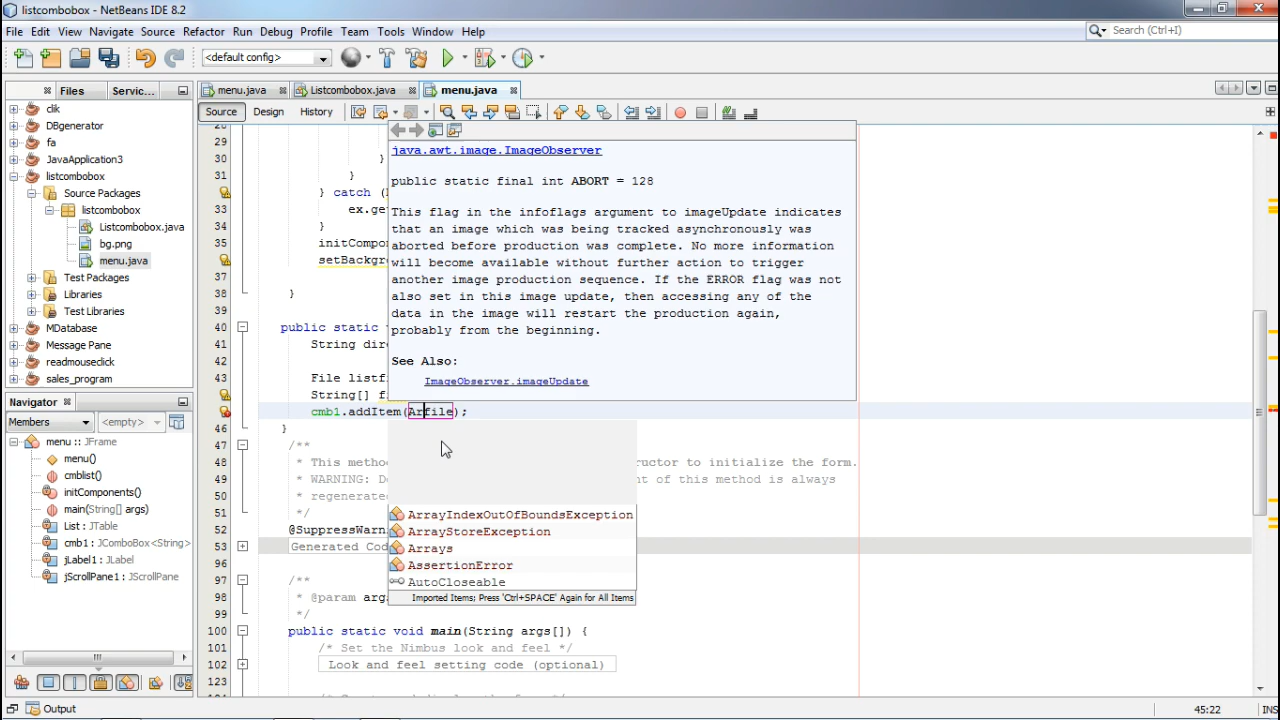 listcombobox - NetBeans IDE 8.2
File Edit View Navigate Source Refactor Run Debug Profile Team Tools Window Help
Search (Ctrl+I)
<default config>
Files Servic...
menu.java Listcombobox.java menu.java
Source Design History
clik
DBgenerator
fa
JavaApplication3
listcombobox
Source Packages
listcombobox
Listcombobox.java
bg.png
menu.java
Test Packages
Libraries
Test Libraries
MDatabase
Message Pane
readmouseclick
sales_program
Navigator
Members <empty>
menu :: JFrame
menu()
cmblist()
initComponents()
main(String[] args)
List : JTable
cmb1 : JComboBox<String>
jLabel1 : JLabel
jScrollPane1 : JScrollPane
29
30 }
31 }
} catch (
33 ex.ge
34 }
35 initCompon
setBackgr
37
38 }
39
40 public static
41 String dir
42
43 File listf
String[] f
cmb1.addItem(Arfile);
46 }
47 /**
48 * This metho ructor to initialize the form.
49 * WARNING: D ent of this method is always
50 * regenerate
51 */
52 @SuppressWarn
53 Generated Cod
96
97 /**
98 * @param arg
99 */
100 public static void main(String args[]) {
101 /* Set the Nimbus look and feel */
102 Look and feel setting code (optional)
123
java.awt.image.ImageObserver
public static final int ABORT = 128
This flag in the infoflags argument to imageUpdate indicates
that an image which was being tracked asynchronously was
aborted before production was complete. No more information
will become available without further action to trigger
another image production sequence. If the ERROR flag was not
also set in this image update, then accessing any of the
data in the image will restart the production again,
probably from the beginning.
See Also:
ImageObserver.imageUpdate
ArrayIndexOutOfBoundsException
ArrayStoreException
Arrays
AssertionError
AutoCloseable
Imported Items; Press 'Ctrl+SPACE' Again for All Items
Output
45:22 INS